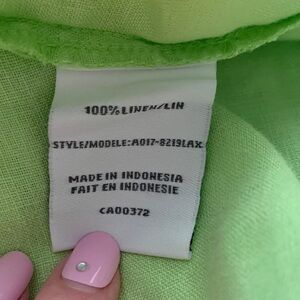 100% LINEN/LIN
STYLE/MODELE:A017-8219LAX
MADE IN INDONESIA
FAIT EN INDONESIE
CA00372